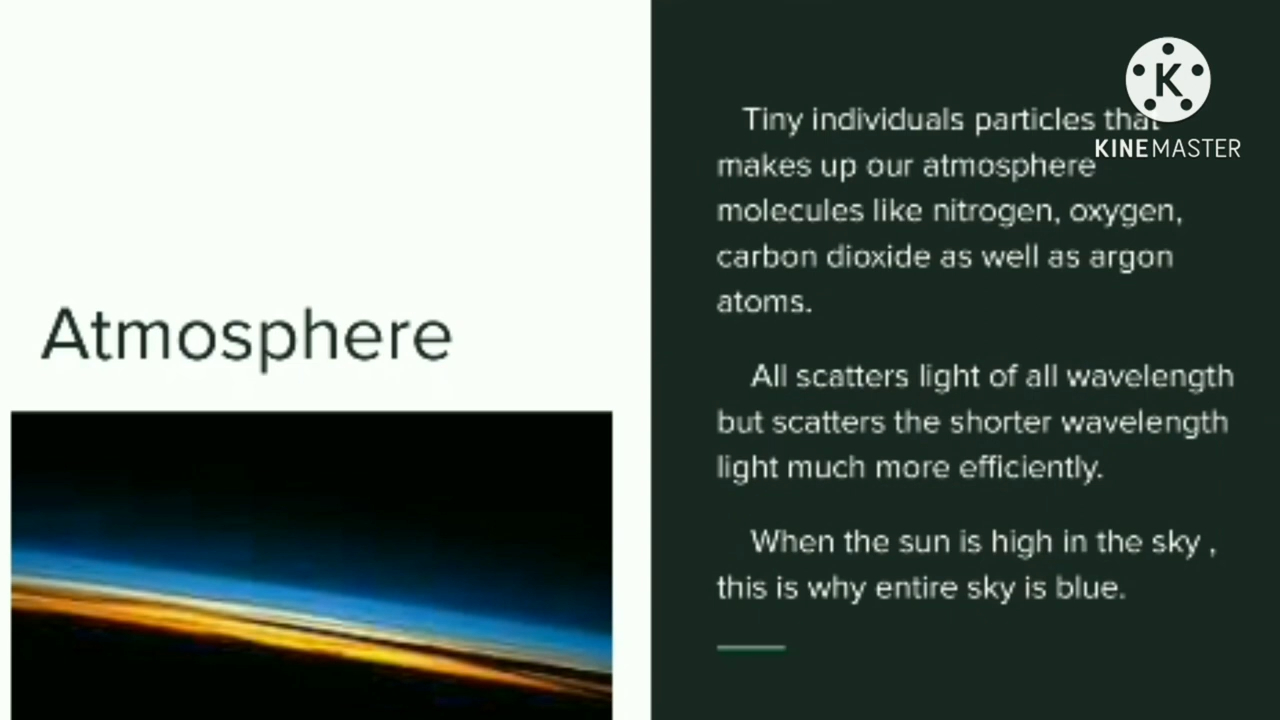 Atmosphere
Tiny individuals particles that
makes up our atmosphere
molecules like nitrogen, oxygen,
carbon dioxide as well as argon
atoms.
All scatters light of all wavelength
but scatters the shorter wavelength
light much more efficiently.
When the sun is high in the sky ,
this is why entire sky is blue.
K
KINEMASTER